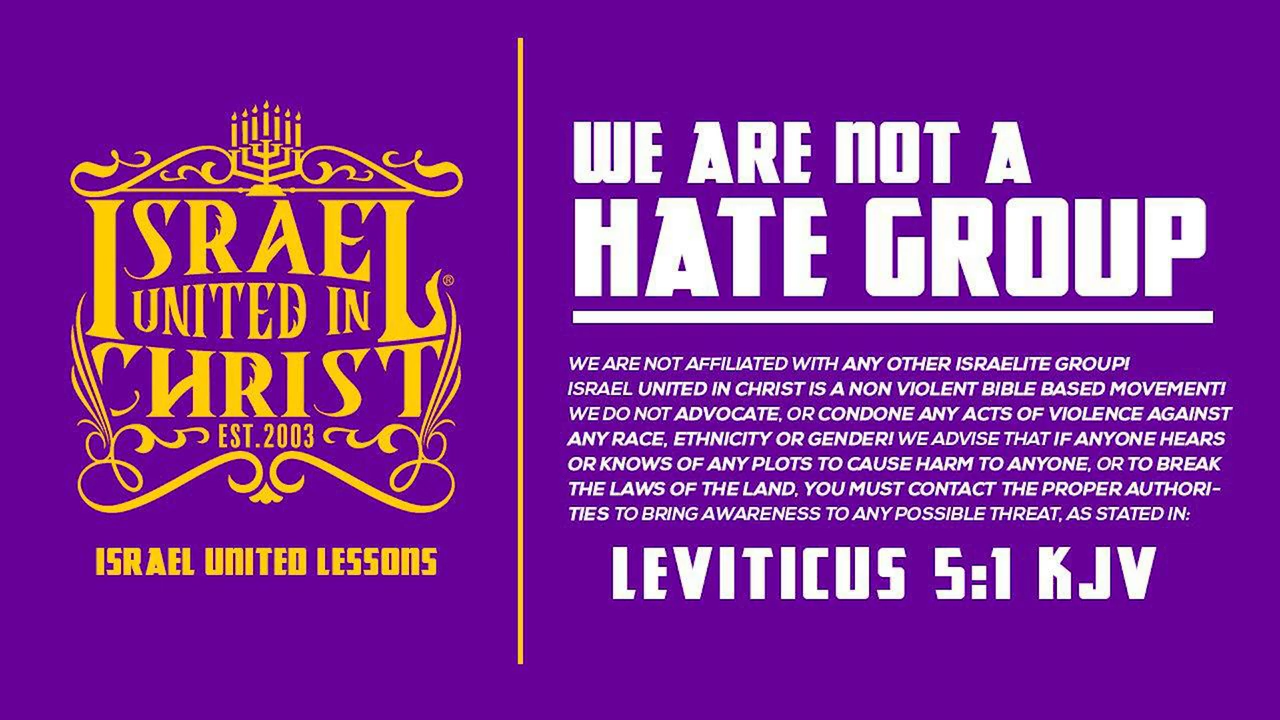 ISRAEL
UNITED IN
CHRIST
®
EST.2003
ISRAEL UNITED LESSONS
WE ARE NOT A
HATE GROUP
WE ARE NOT AFFILIATED WITH ANY OTHER ISRAELITE GROUP!
ISRAEL UNITED IN CHRIST IS A NON VIOLENT BIBLE BASED MOVEMENT!
WE DO NOT ADVOCATE, OR CONDONE ANY ACTS OF VIOLENCE AGAINST
ANY RACE, ETHNICITY OR GENDER! WE ADVISE THAT IF ANYONE HEARS
OR KNOWS OF ANY PLOTS TO CAUSE HARM TO ANYONE, OR TO BREAK
THE LAWS OF THE LAND, YOU MUST CONTACT THE PROPER AUTHORI-
TIES TO BRING AWARENESS TO ANY POSSIBLE THREAT, AS STATED IN:
LEVITICUS 5:1 KJV